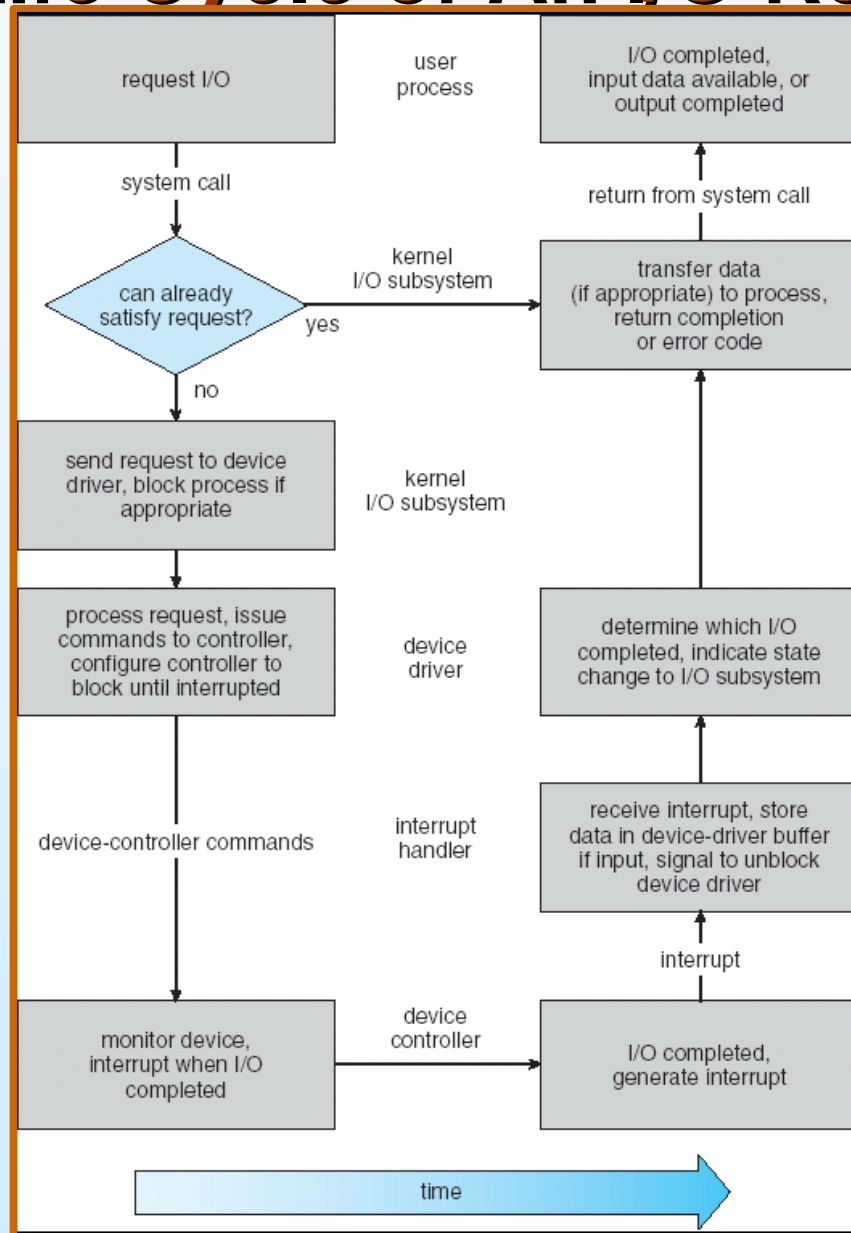 Cycle of An I/O
request I/O
user
process
I/O completed,
input data available, or
output completed
system call
return from system call
can already
satisfy request?
yes
no
kernel
I/O subsystem
transfer data
(if appropriate) to process,
return completion
or error code
send request to device
driver, block process if
appropriate
kernel
I/O subsystem
process request, issue
commands to controller,
configure controller to
block until interrupted
device
driver
determine which I/O
completed, indicate state
change to I/O subsystem
device-controller commands
interrupt
handler
receive interrupt, store
data in device-driver buffer
if input, signal to unblock
device driver
interrupt
monitor device,
interrupt when I/O
completed
device
controller
I/O completed,
generate interrupt
time